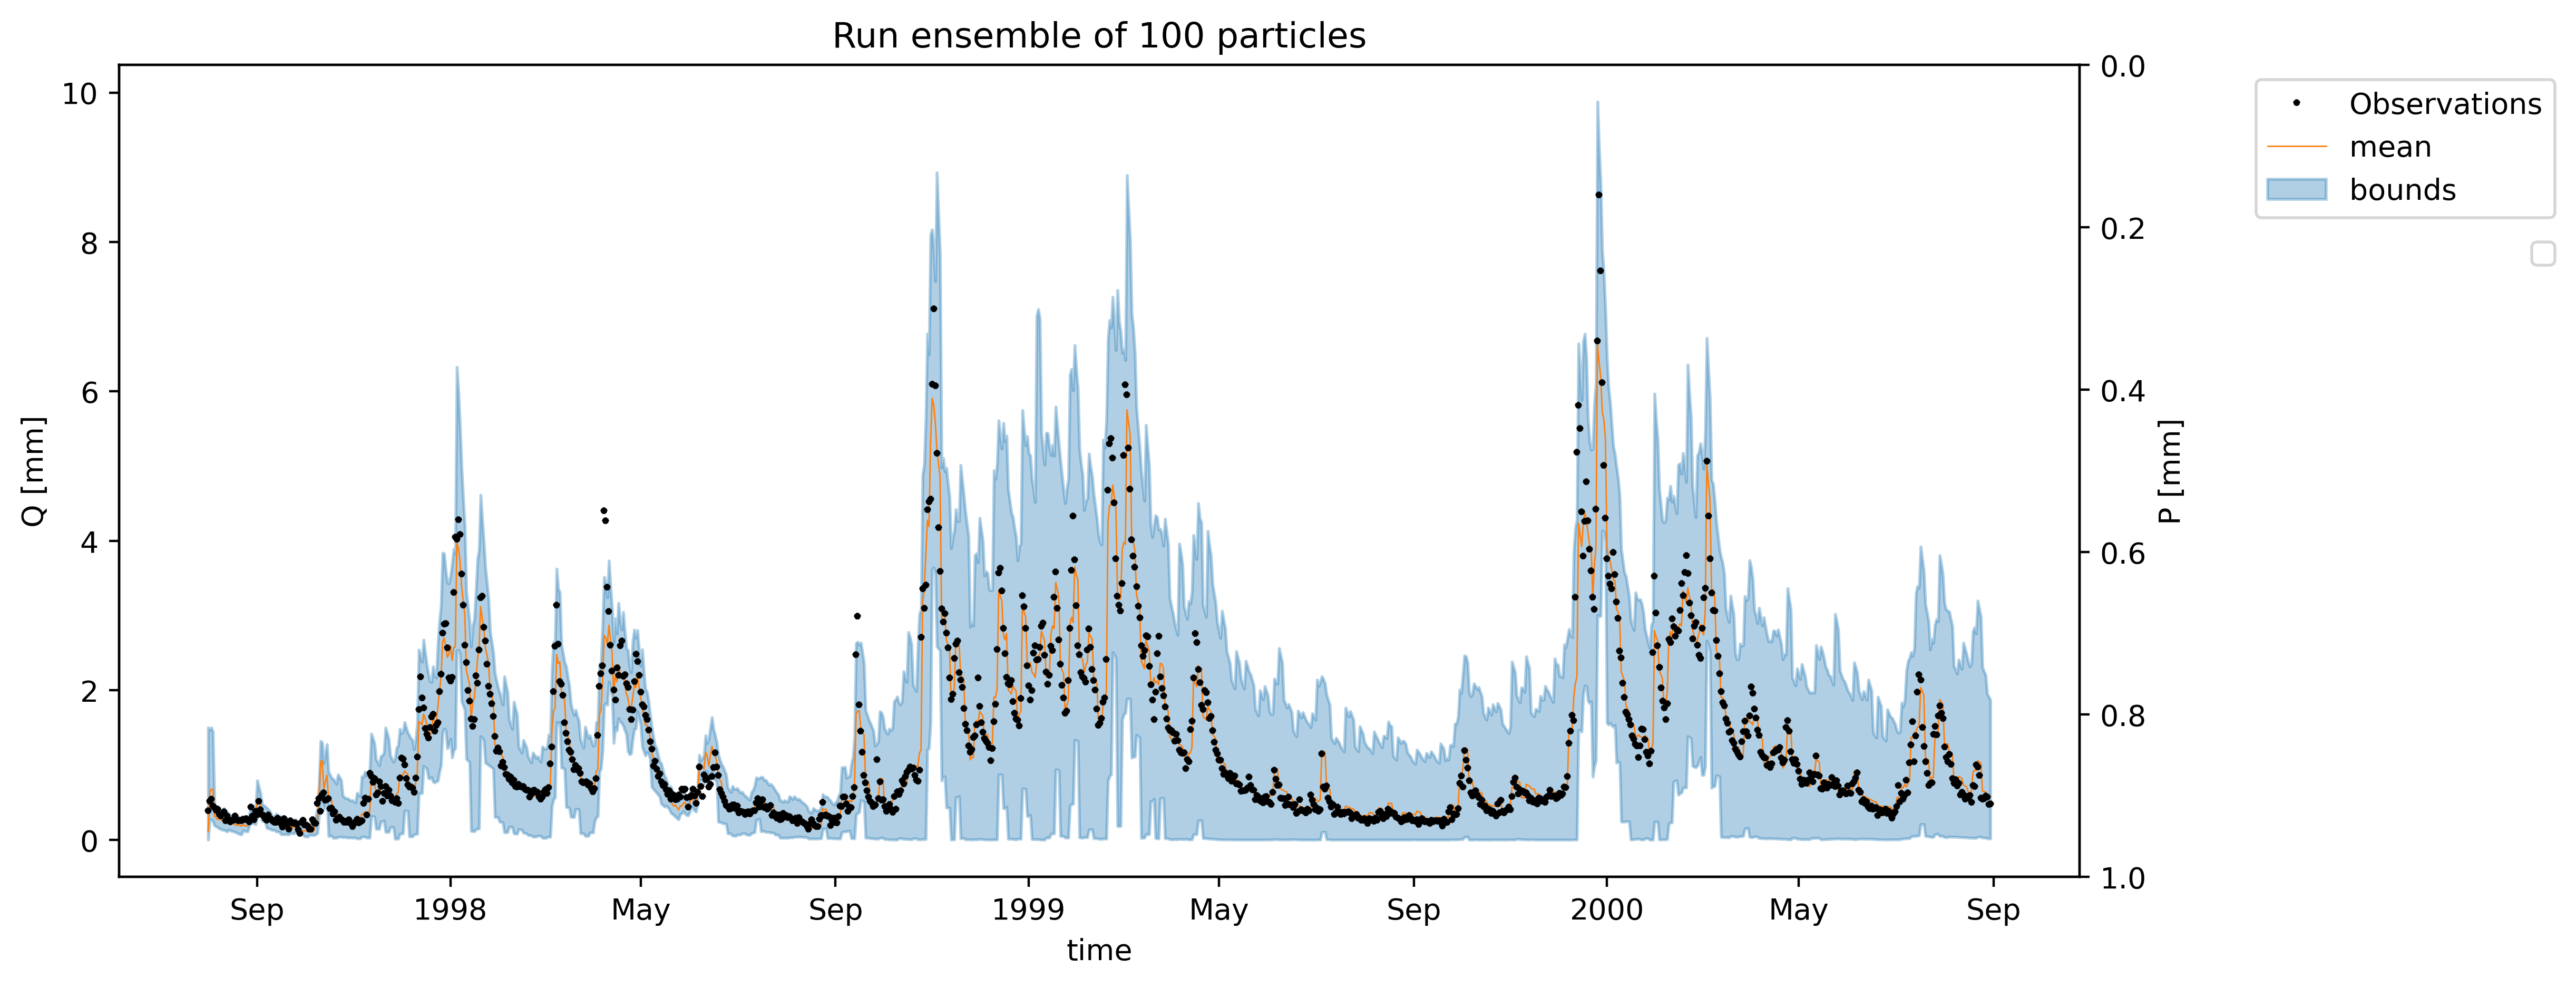 Run ensemble of 100 particles
10
8
6
4
2
0
Q [mm]
0.0
0.2
0.4
0.6
0.8
1.0
P [mm]
Sep
1998
May
Sep
1999
May
Sep
2000
May
Sep
time
Observations
mean
bounds